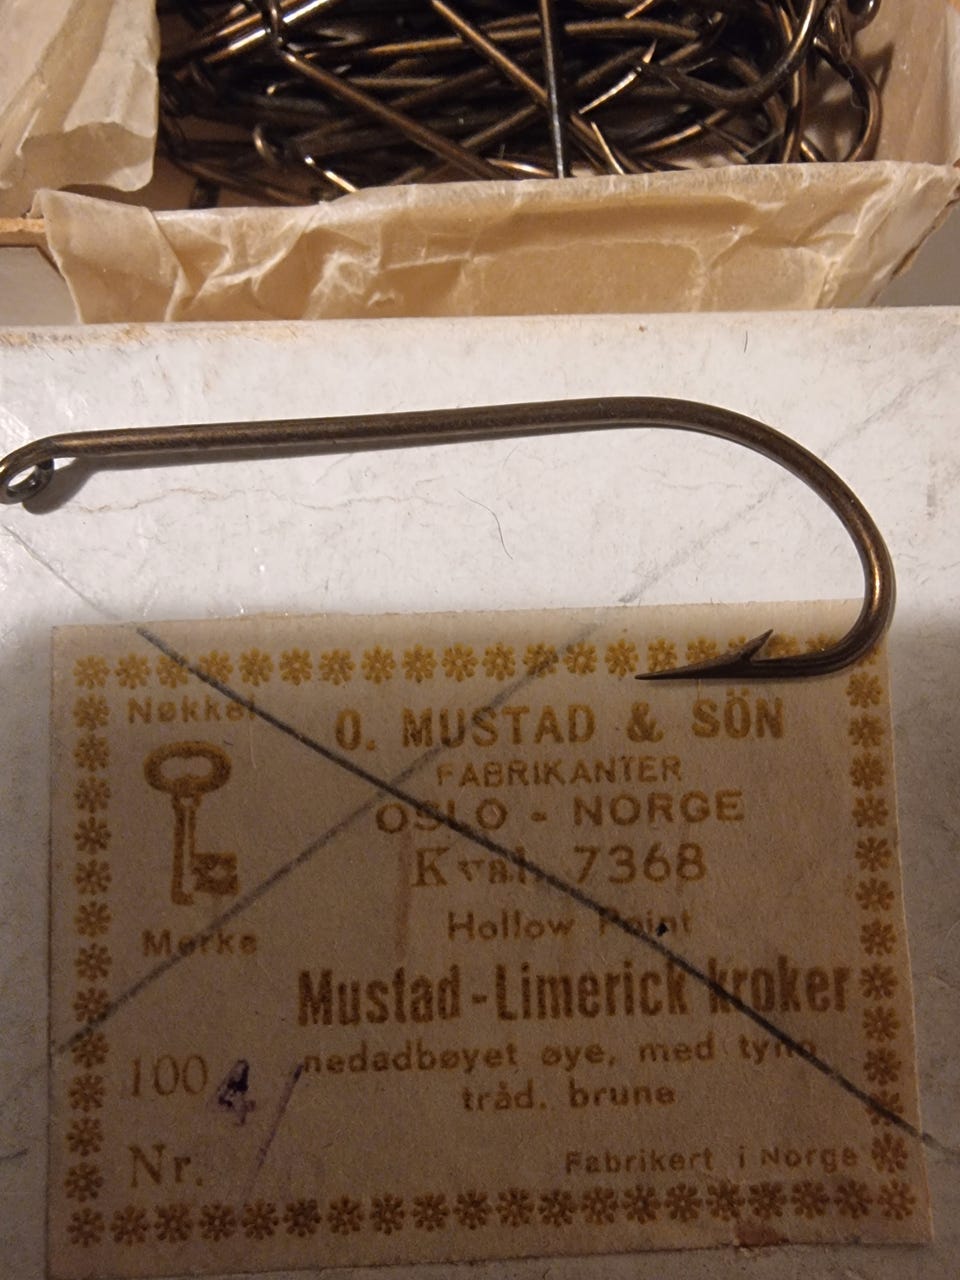 Nøkkel
O. MUSTAD & SÖN
FABRIKANTER
OSLO - NORGE
Kval. 7368
Hollow Point
Merke
Mustad-Limerick kroker
nedadbøyet øye, med tynn
tråd. brune
100
Nr.
Fabrikert i Norge